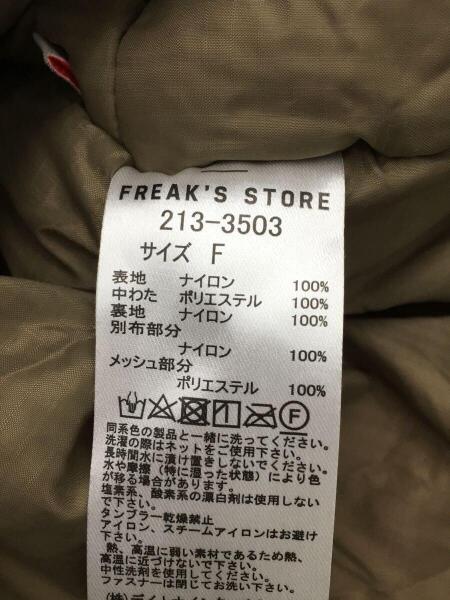 FREAK'S STORE
213-3503
サイズ F
表地 ナイロン 100%
中わた ポリエステル 100%
裏地 ナイロン 100%
別布部分
ナイロン 100%
メッシュ部分
ポリエステル 100%
F
同系色の製品と一緒に洗ってください。
洗濯の際はネットをご使用下さい。
長時間水に漬け置きしないでください。
水や摩擦（特に湿った状態）により色
が移る場合があります。
塩素系、酸素系の漂白剤は使用しない
で下さい。
タンブラー乾燥禁止
アイロン、スチームアイロンはお避け
下さい。
熱、高温に弱い素材であるため熱、
高温に近づけないで下さい。
中性洗剤を使用してください。
ファスナーは閉じてお洗い下さい。